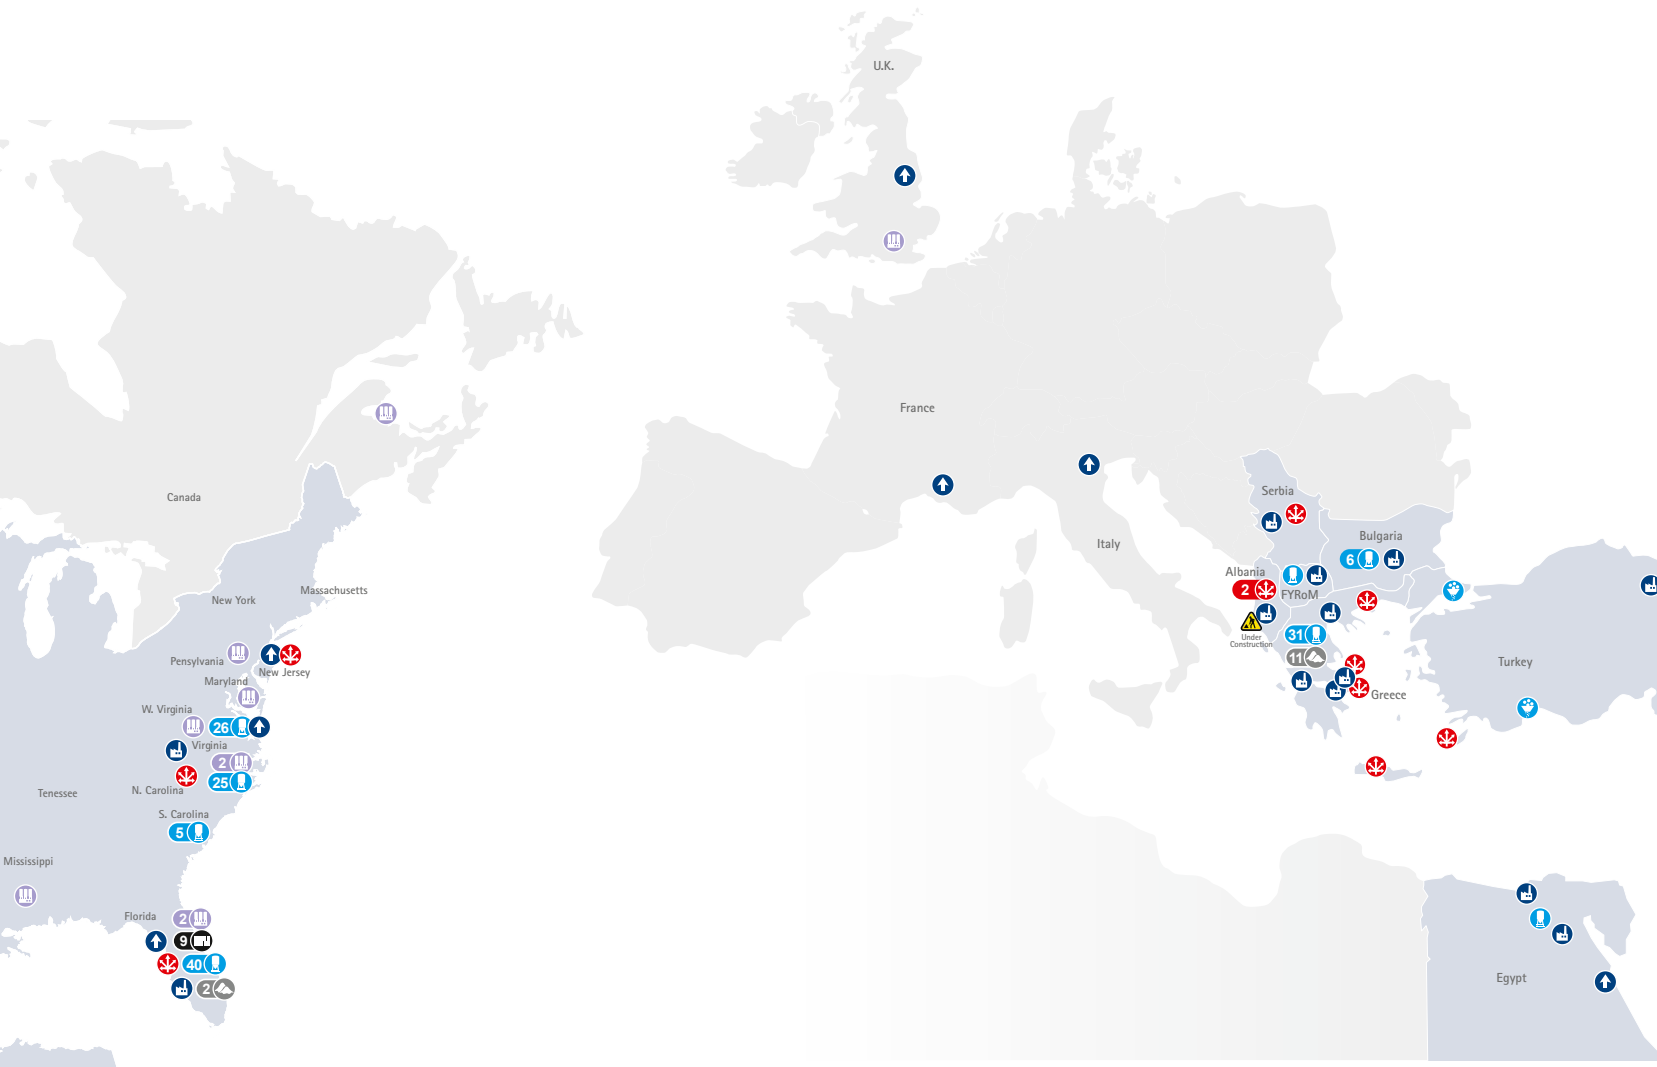 U.K.
France
Canada
Serbia
Bulgaria
Italy
6
Albania
2
FYRoM
Massachusetts
New York
Under
Construction
31
11
Pensylvania
New Jersey
Maryland
Turkey
Greece
W. Virginia
26
Virginia
2
25
N. Carolina
Tenessee
S. Carolina
5
Mississippi
Florida
2
9
40
2
Egypt